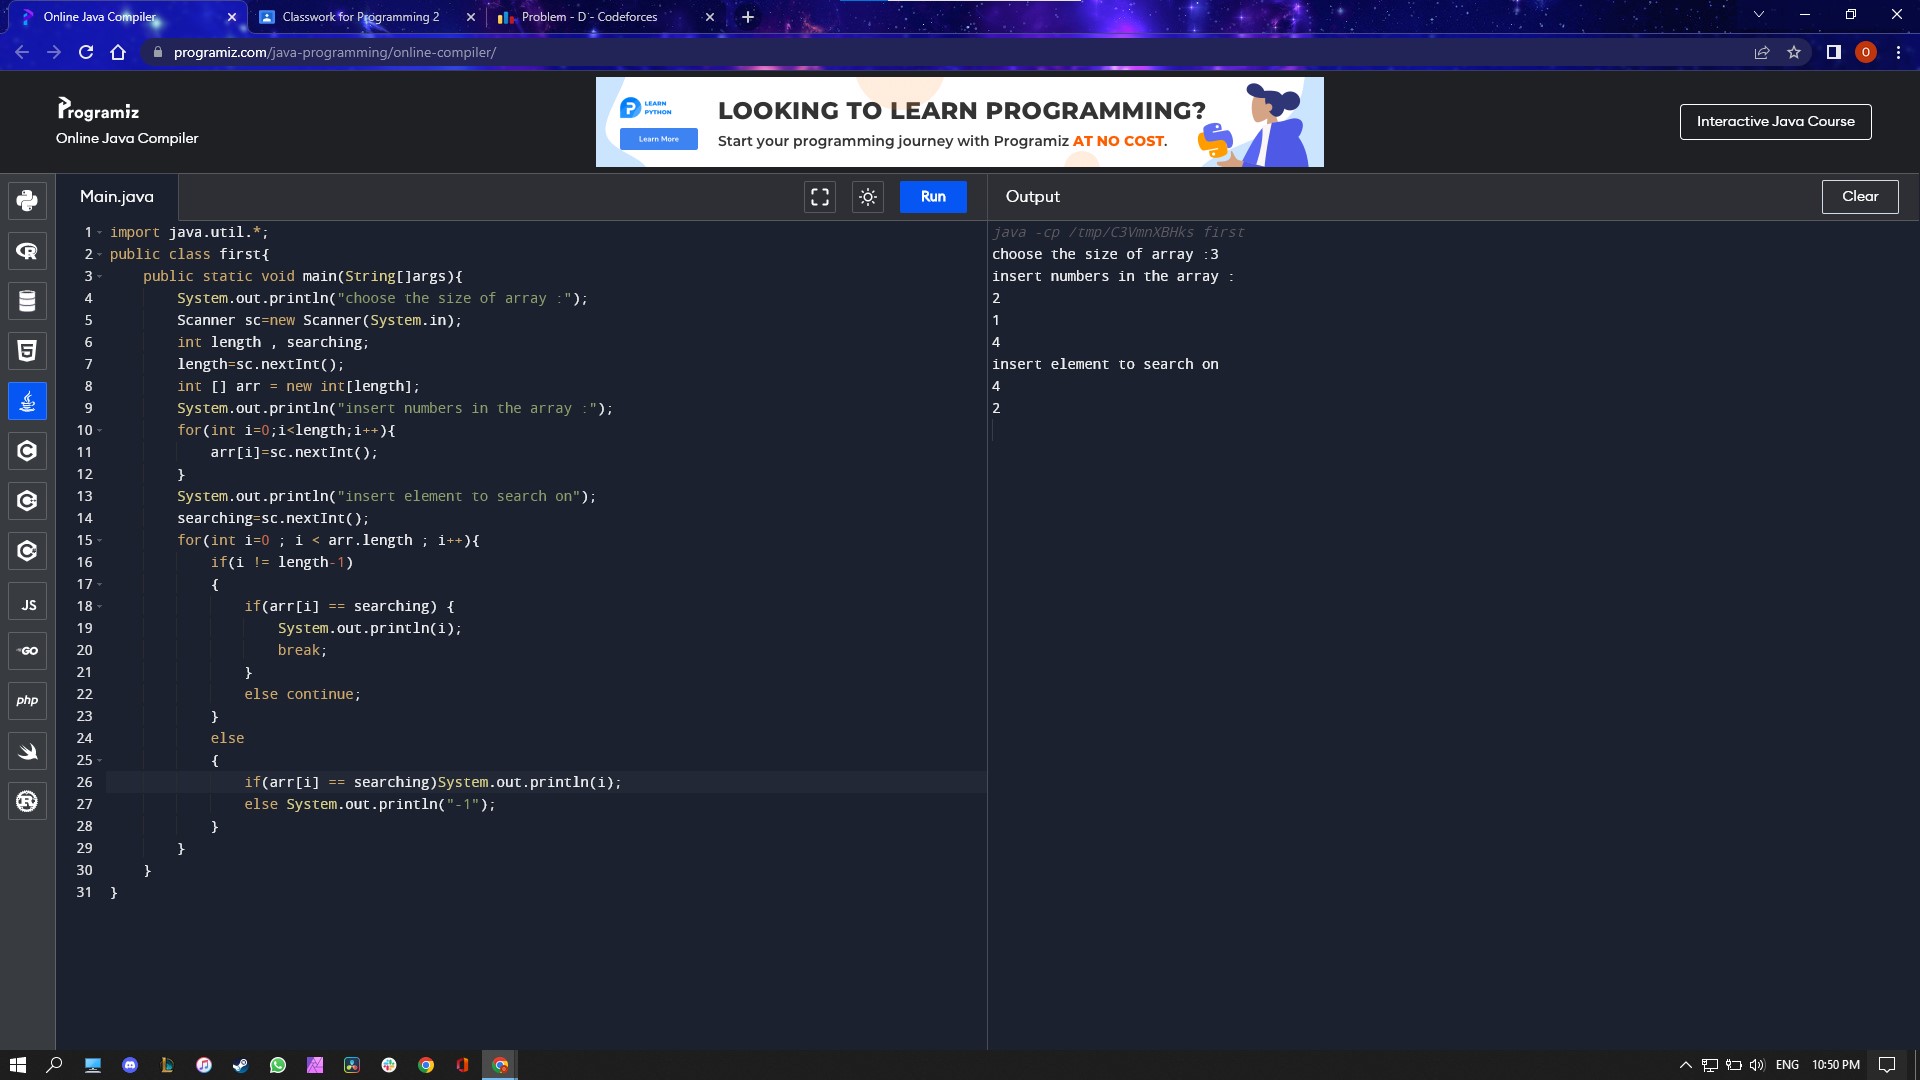 Online Java Compiler
Classwork for Programming 2
Problem - D - Codeforces
programiz.com/java-programming/online-compiler/
O
Programiz
Online Java Compiler
LEARN
PYTHON
Learn More
LOOKING TO LEARN PROGRAMMING?
Start your programming journey with Programiz AT NO COST.
Interactive Java Course
Main.java
Run
Output
Clear
JS
GO
php
1 import java.util.*;
2 public class first{
3     public static void main(String[]args){
4         System.out.println("choose the size of array :");
5         Scanner sc=new Scanner(System.in);
6         int length , searching;
7         length=sc.nextInt();
8         int [] arr = new int[length];
9         System.out.println("insert numbers in the array :");
10         for(int i=0;i<length;i++){
11             arr[i]=sc.nextInt();
12         }
13         System.out.println("insert element to search on");
14         searching=sc.nextInt();
15         for(int i=0 ; i < arr.length ; i++){
16             if(i != length-1)
17             {
18                 if(arr[i] == searching) {
19                     System.out.println(i);
20                     break;
21                 }
22                 else continue;
23             }
24             else
25             {
26                 if(arr[i] == searching)System.out.println(i);
27                 else System.out.println("-1");
28             }
29         }
30     }
31 }
java -cp /tmp/C3VmnXBHks first
choose the size of array :3
insert numbers in the array :
2
1
4
insert element to search on
4
2
ENG
10:50 PM